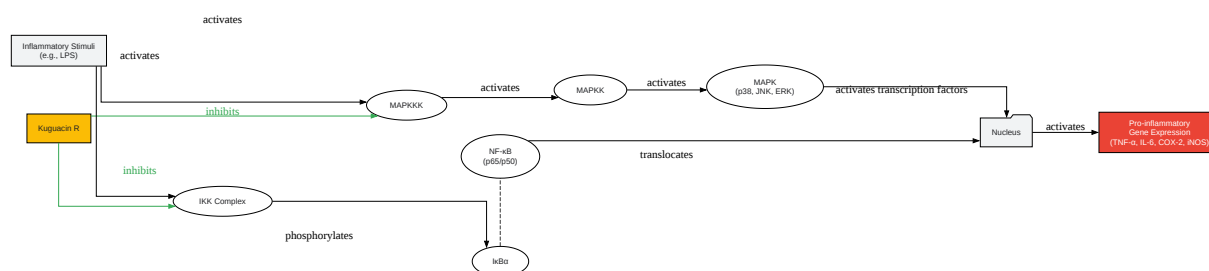 activates
Inflammatory Stimuli
(e.g., LPS)
activates
activates
activates
MAPKKK
MAPKK
MAPK
(p38, JNK, ERK)
activates transcription factors
inhibits
Kuguacin R
Nucleus
activates
Pro-inflammatory
Gene Expression
(TNF-α, IL-6, COX-2, iNOS)
NF-κB
(p65/p50)
translocates
inhibits
IKK Complex
phosphorylates
IκBα